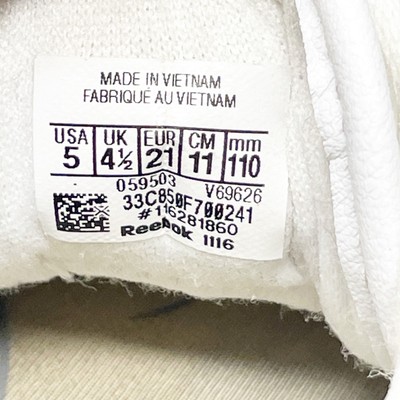 MADE IN VIETNAM
FABRIQUÉ AU VIETNAM
USA UK EUR CM mm
5 4½ 21 11 110
059503 V69626
33C850F700241
#116281860
Reebok 1116